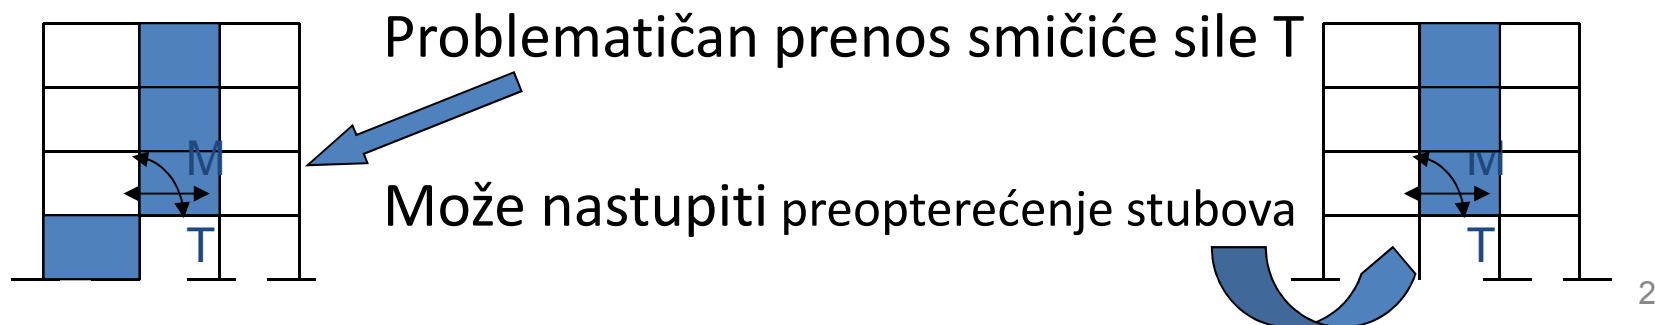 Problematičan prenos smičiće sile T
M
M
Može nastupiti preopterećenje stubova
T
T
2